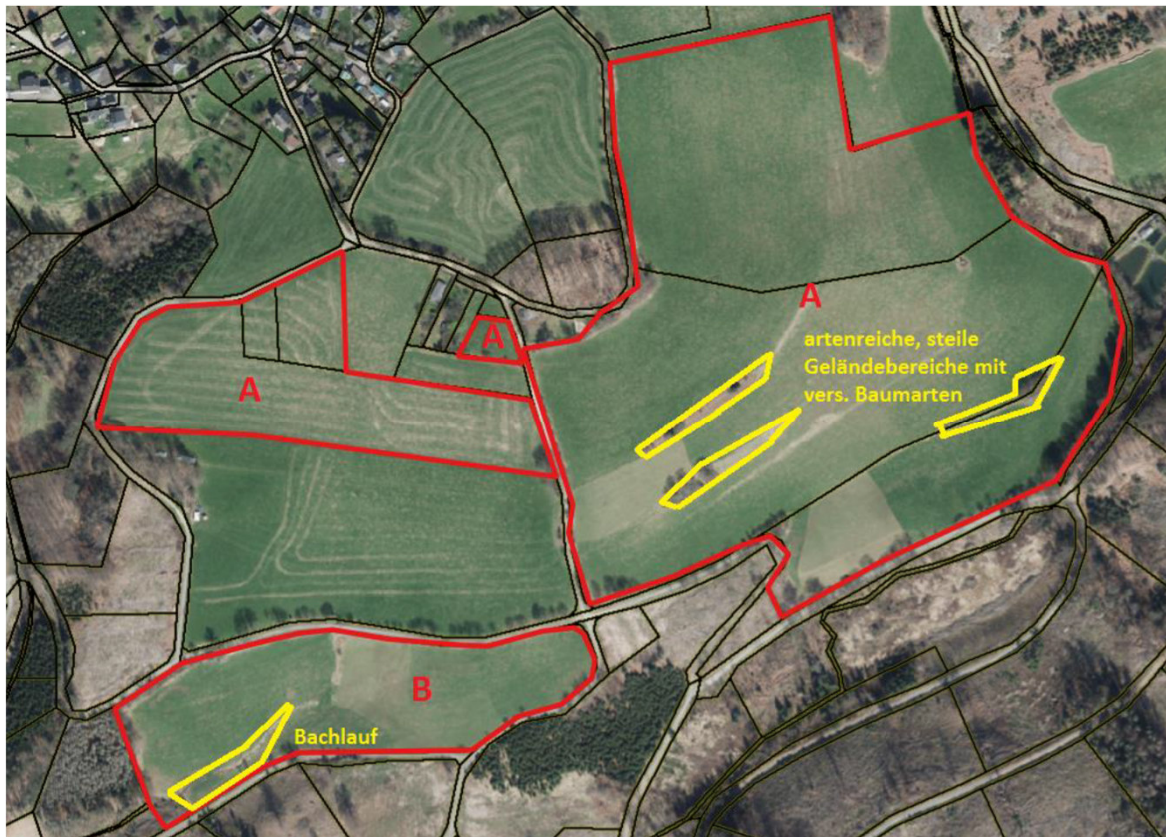 A
A
artenreiche, steile
Geländebereiche mit
vers. Baumarten
A
B
Bachlauf